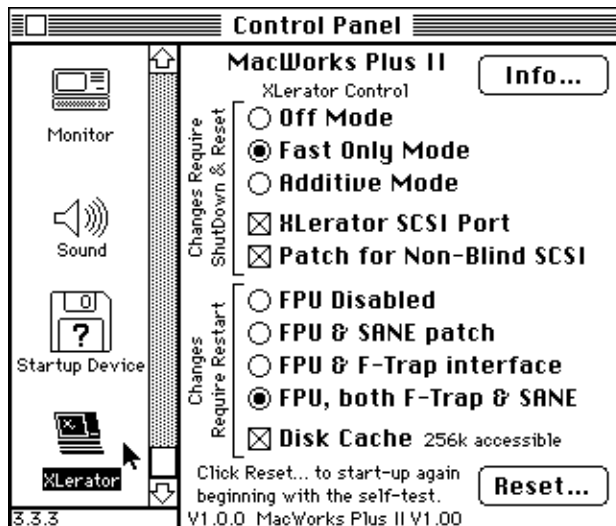 Control Panel
Monitor
Sound
?
Startup Device
XLerator
3.3.3
MacWorks Plus II
XLerator Control
Info...
Changes Require
ShutDown & Reset
Off Mode
Fast Only Mode
Additive Mode
XLerator SCSI Port
Patch for Non-Blind SCSI
Changes
Require Restart
FPU Disabled
FPU & SANE patch
FPU & F-Trap interface
FPU, both F-Trap & SANE
Disk Cache 256k accessible
Click Reset... to start-up again
beginning with the self-test.
Reset...
V1.0.0 MacWorks Plus II V1.00